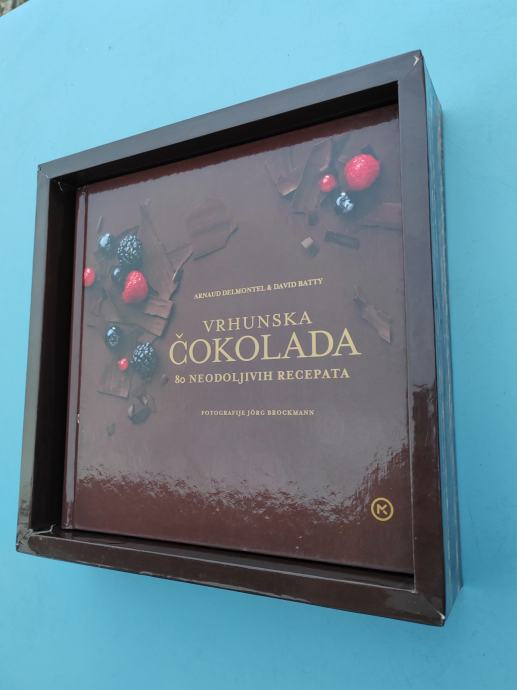 ARNAUD DELMONTEL & DAVID BATTY
VRHUNSKA
ČOKOLADA
80 NEODOLJIVIH RECEPATA
FOTOGRAFIJE JÖRG BROCKMANN